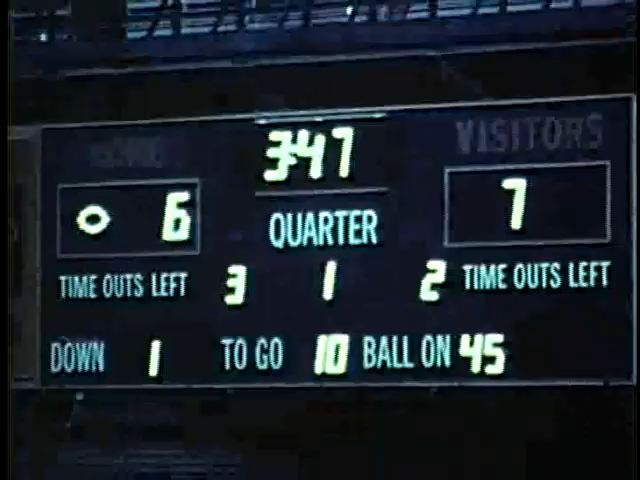 HOME 3:47 VISITORS
6 QUARTER 7
TIME OUTS LEFT 3 1 2 TIME OUTS LEFT
DOWN 1 TO GO 10 BALL ON 45